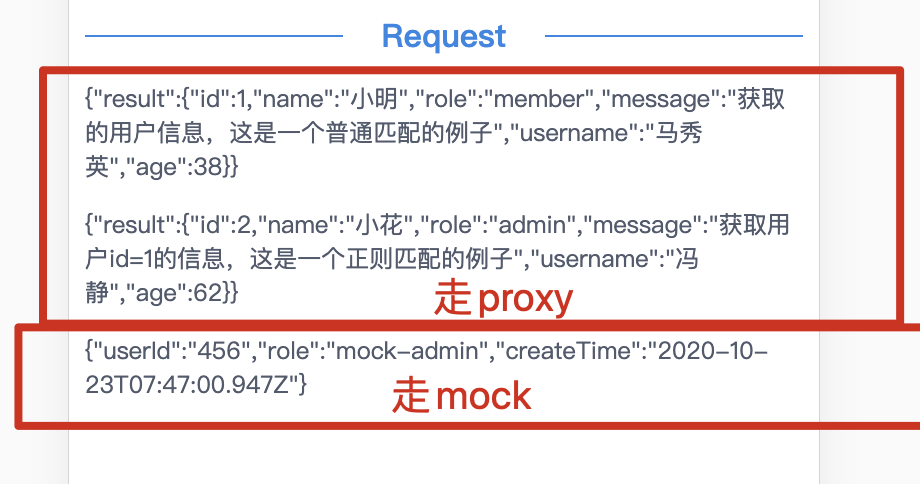 Request
{"result":{"id":1,"name":"小明","role":"member","message":"获取
的用户信息，这是一个普通匹配的例子","username":"马秀
英","age":38}}
{"result":{"id":2,"name":"小花","role":"admin","message":"获取用
户id=1的信息，这是一个正则匹配的例子","username":"冯
静","age":62}}
走proxy
{"userId":"456","role":"mock-admin","createTime":"2020-10-
23T07:47:00.947Z"}
走mock